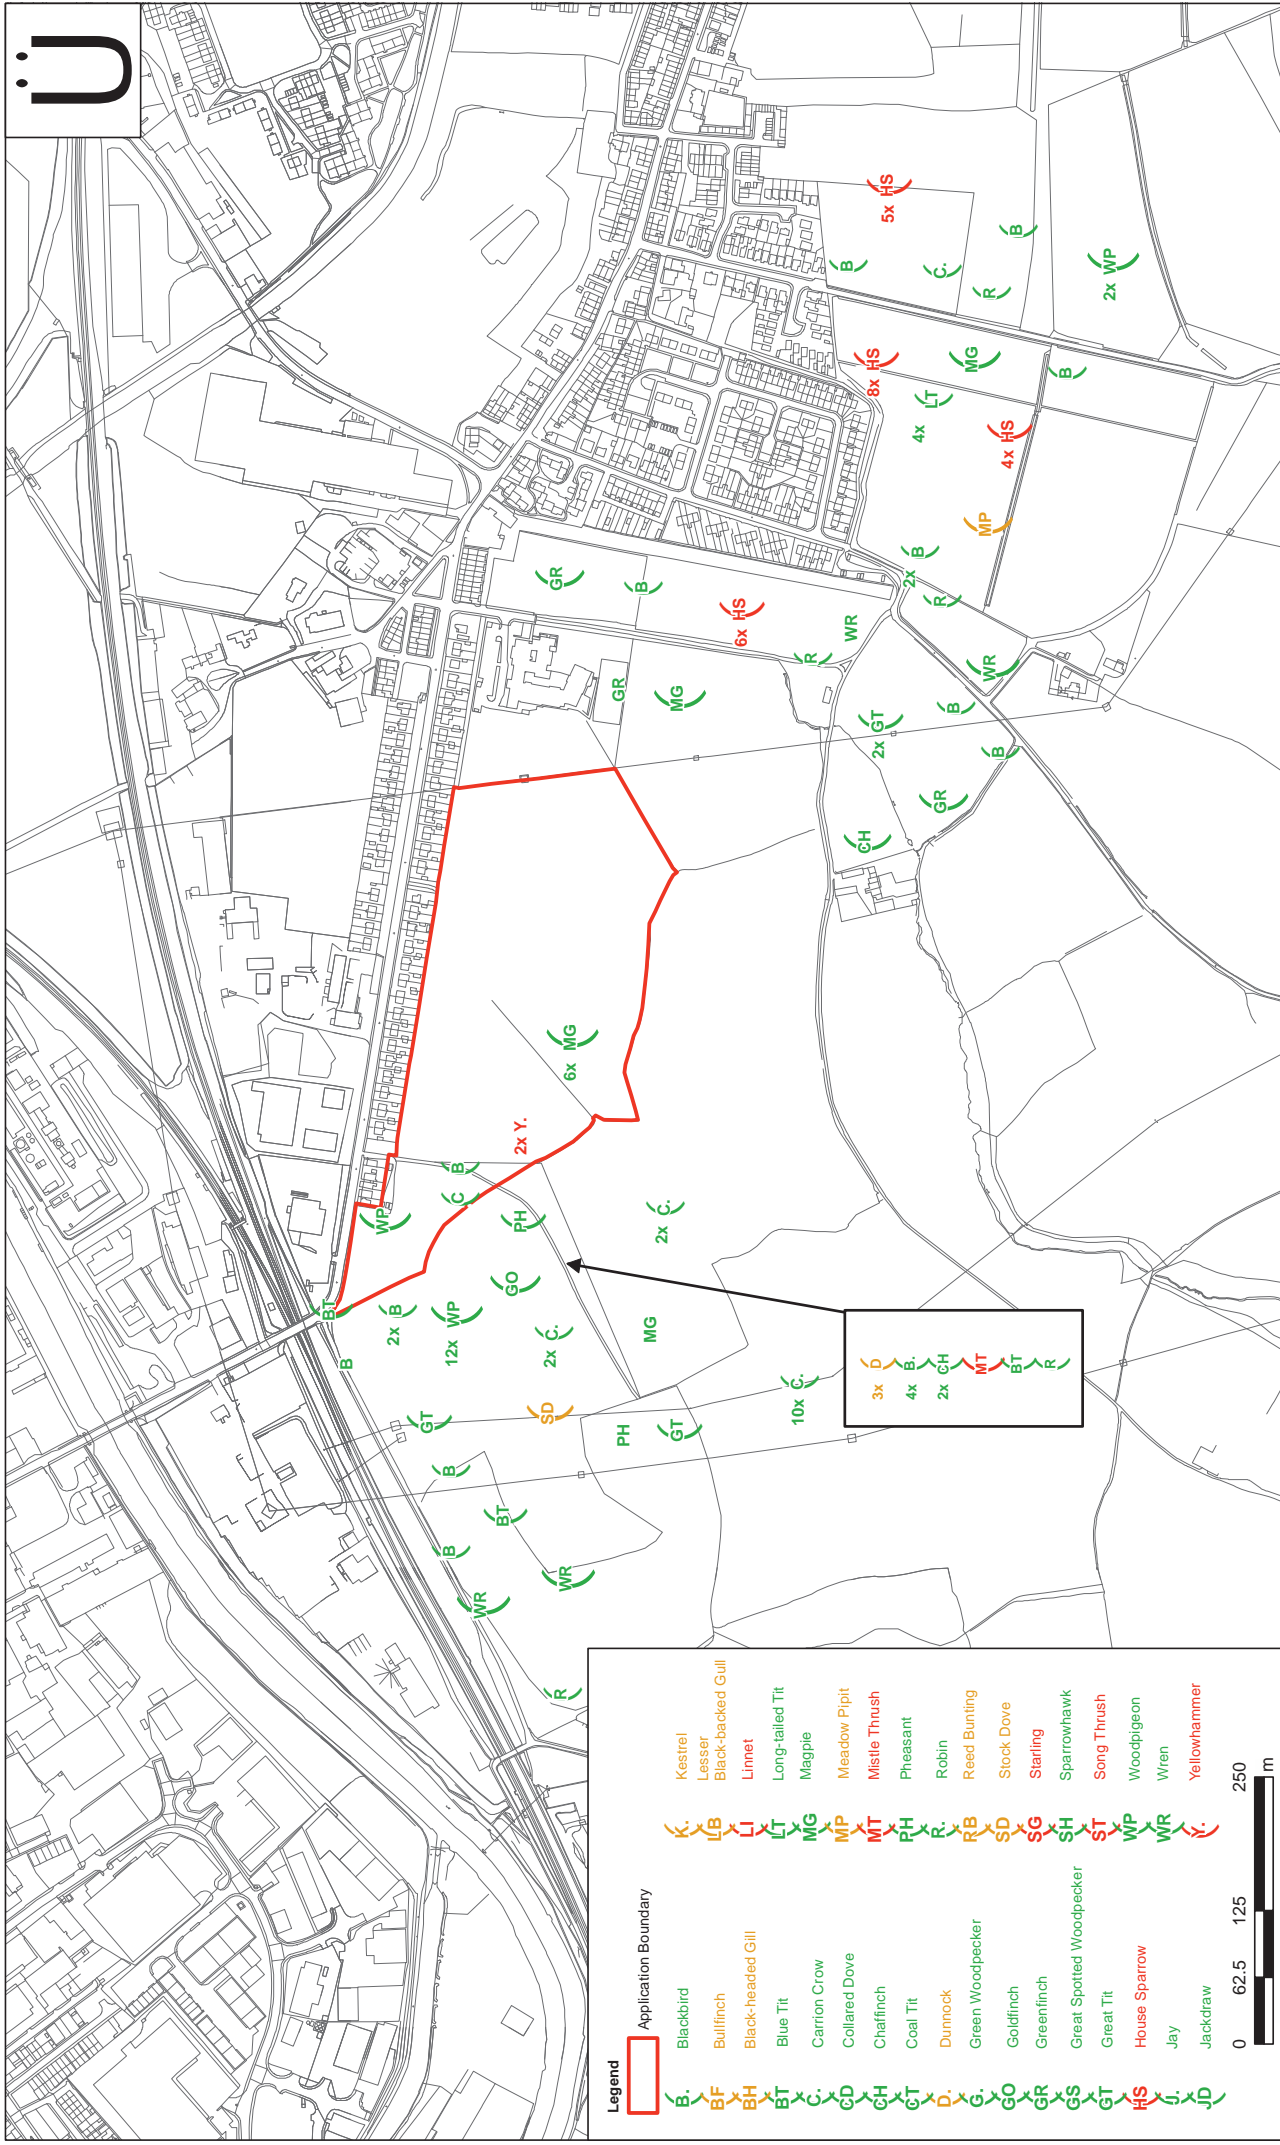 Ü
5x HS
B
C.
R
B
2x WP
8x HS
MG
B
4x LT
4x HS
MP
2x B
R
GR
B
6x HS
WR
R
WR
GR
MG
2x GT
B
B
GR
CH
6x MG
2x Y.
B
C
WP
PH
2x C.
GO
BT
2x B
12x WP
2x C.
MG
B
GT
SD
10x C.
PH
GT
B
BT
B
WR
WR
R
3x D
4x B.
2x CH
MT
BT
R
Legend
Application Boundary
B. Blackbird
BF Bullfinch
BH Black-headed Gill
BT Blue Tit
C. Carrion Crow
CD Collared Dove
CH Chaffinch
CT Coal Tit
D. Dunnock
G. Green Woodpecker
GO Goldfinch
GR Greenfinch
GS Great Spotted Woodpecker
GT Great Tit
HS House Sparrow
J. Jay
JD Jackdraw
K. Kestrel
LB Lesser
Black-backed Gull
LI Linnet
LT Long-tailed Tit
MG Magpie
MP Meadow Pipit
MT Mistle Thrush
PH Pheasant
R. Robin
RB Reed Bunting
SD Stock Dove
SG Starling
SH Sparrowhawk
ST Song Thrush
WP Woodpigeon
WR Wren
Y. Yellowhammer
0 62.5 125 250
m